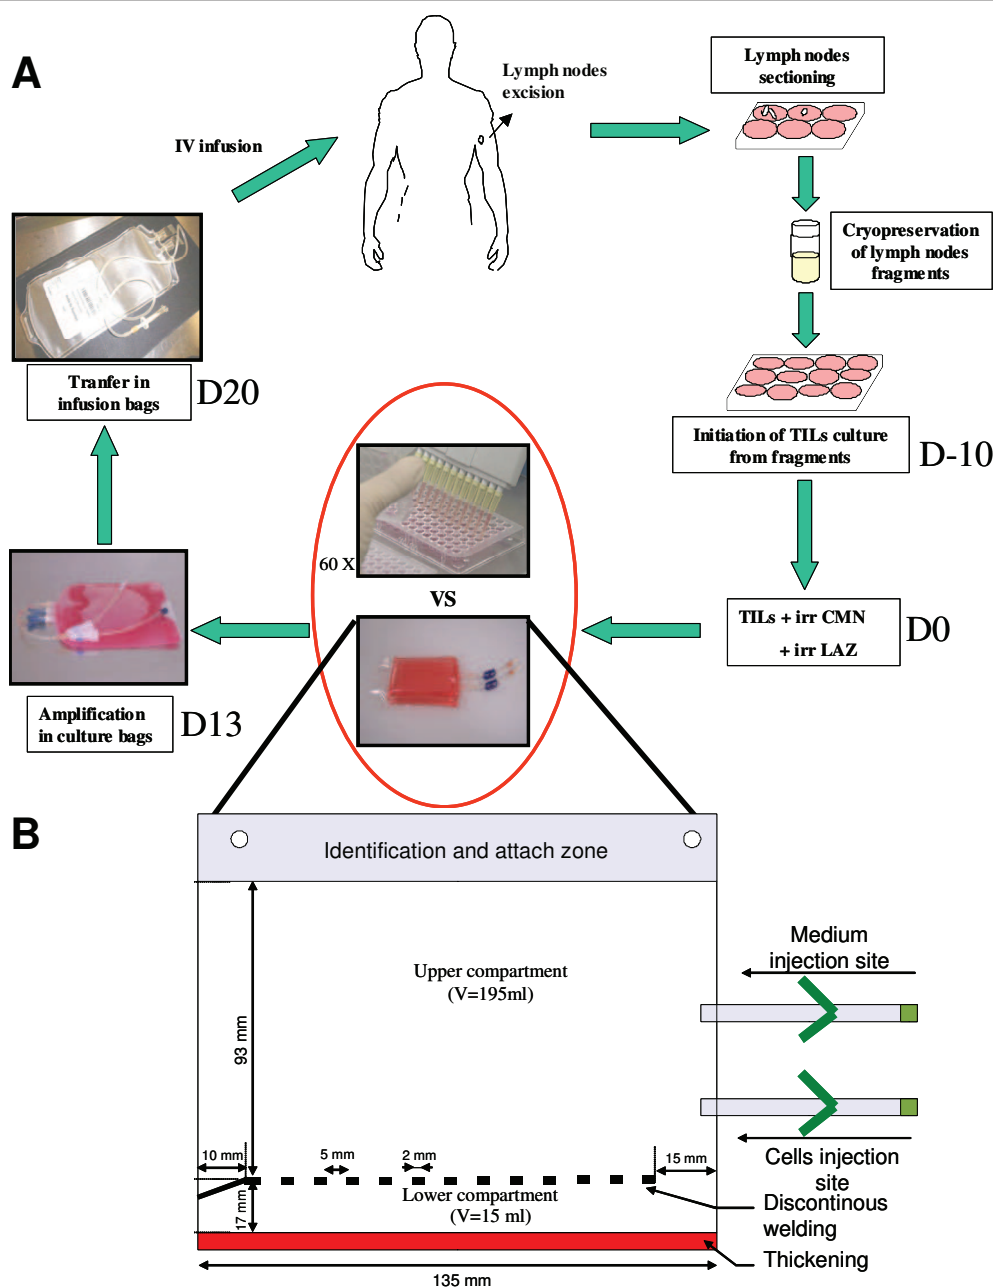 A
Lymph nodes
excision
Lymph nodes
sectioning
IV infusion
Cryopreservation
of lymph nodes
fragments
Tranfer in
infusion bags
D20
Initiation of TILs culture
from fragments
D-10
60 X
VS
TILs + irr CMN
+ irr LAZ
D0
Amplification
in culture bags
D13
B
Identification and attach zone
Upper compartment
(V=195ml)
93 mm
Medium
injection site
10 mm
5 mm
2 mm
15 mm
Cells injection
site
17 mm
Lower compartment
(V=15 ml)
Discontinous
welding
Thickening
135 mm